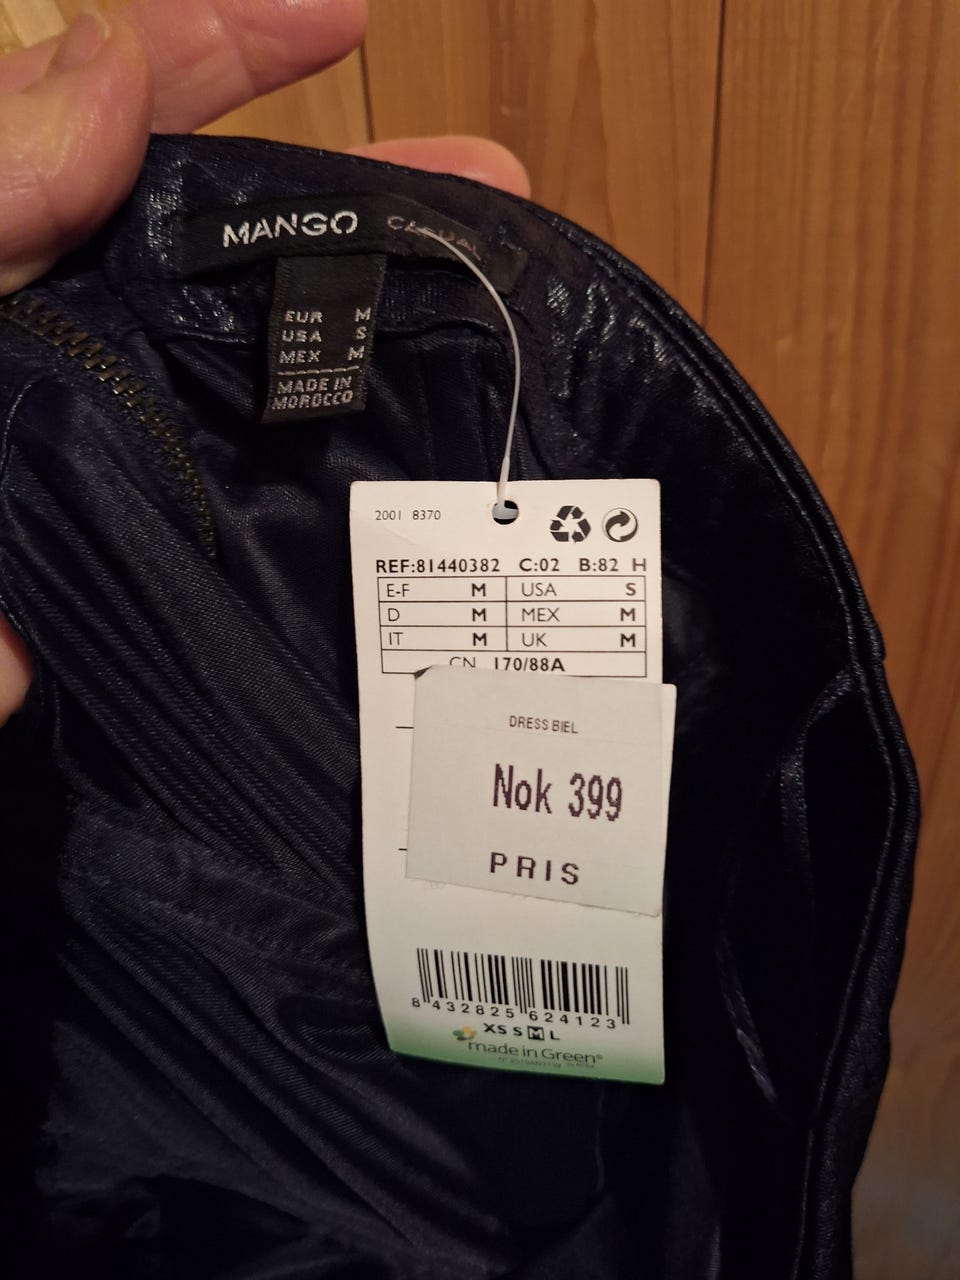 MANGO CASUAL
EUR M
USA S
MEX M
MADE IN
MOROCCO
2001 8370
REF:81440382 C:02 B:82 H
E-F M USA S
D M MEX M
IT M UK M
CN 170/88A
DRESS BIEL
Nok 399
PRIS
8 432825 624123
XS S M L
made in Green®